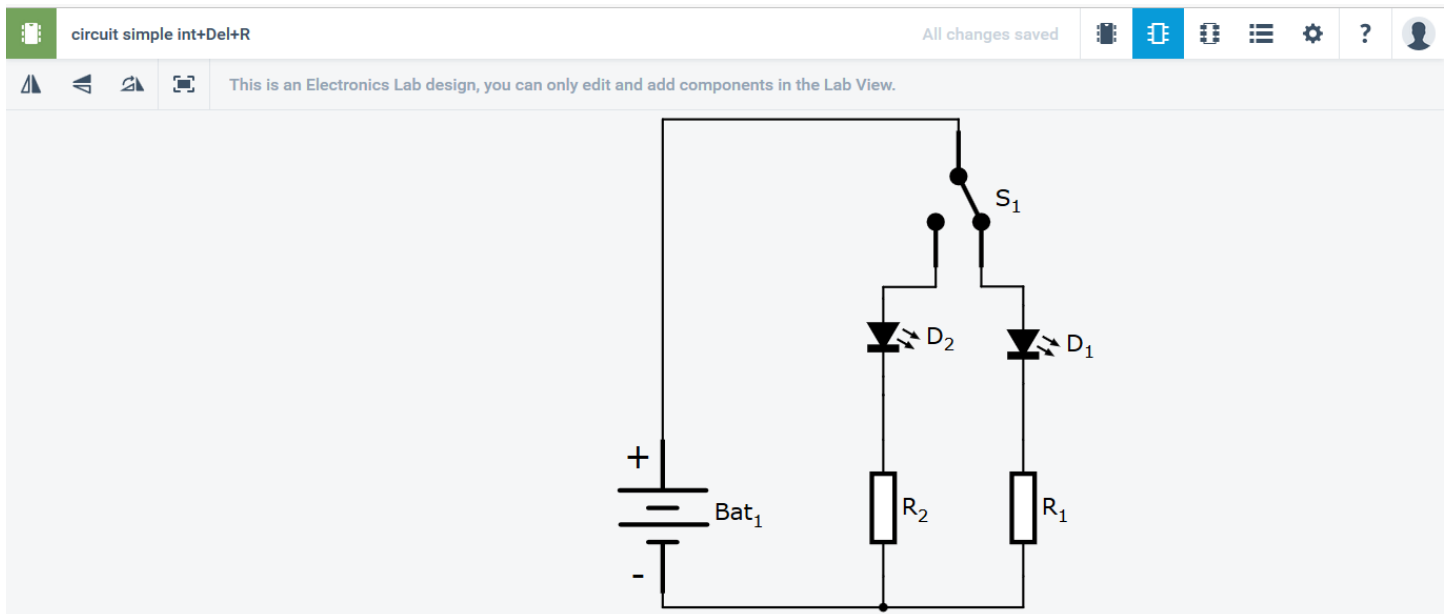 circuit simple int+Del+R
All changes saved
?
This is an Electronics Lab design, you can only edit and add components in the Lab View.
S1
D2
D1
+
Bat1
R2
R1
-